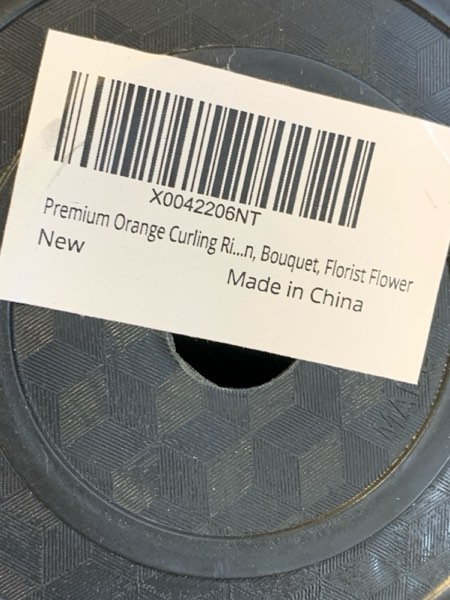 X0042206NT
Premium Orange Curling Ri...n, Bouquet, Florist Flower
New
Made in China